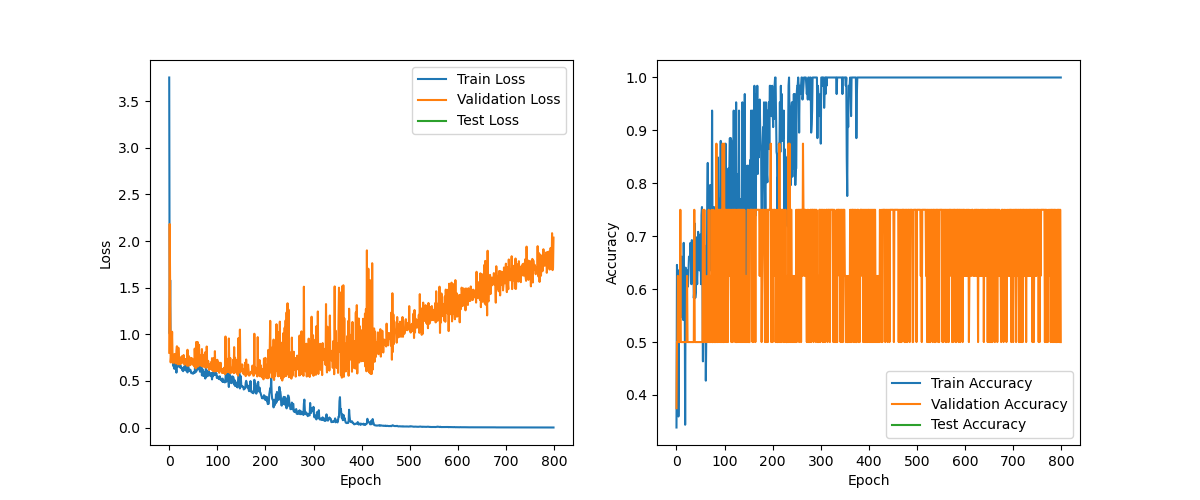 Train Loss
Validation Loss
Test Loss
3.5
3.0
2.5
2.0
1.5
1.0
0.5
0.0
Loss
0 100 200 300 400 500 600 700 800
Epoch
1.0
0.9
0.8
0.7
0.6
0.5
0.4
Accuracy
Train Accuracy
Validation Accuracy
Test Accuracy
0 100 200 300 400 500 600 700 800
Epoch